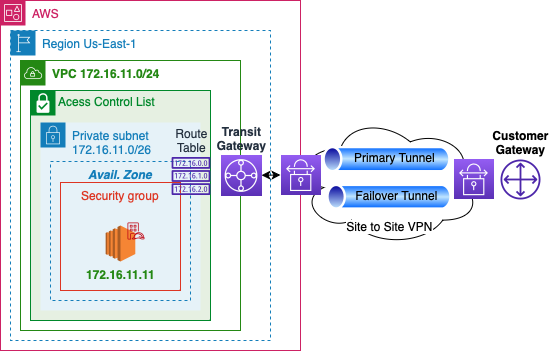 AWS
Region Us-East-1
VPC 172.16.11.0/24
Acess Control List
Private subnet
172.16.11.0/26
Route
Table
172.16.0.0
172.16.1.0
172.16.2.0
Avail. Zone
Security group
172.16.11.11
Transit
Gateway
Primary Tunnel
Failover Tunnel
Site to Site VPN
Customer
Gateway